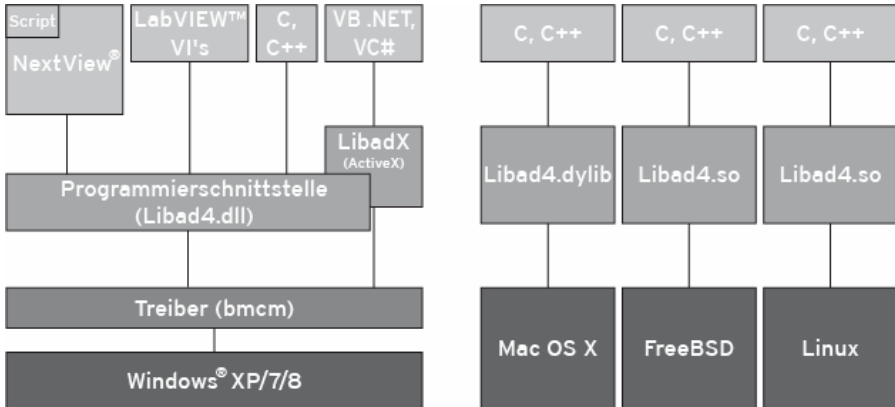 Script
NextView®
LabVIEW™
VI's
C,
C++
VB .NET,
VC#
C, C++
C, C++
C, C++
LibadX
(ActiveX)
Libad4.dylib
Libad4.so
Libad4.so
Programmierschnittstelle
(Libad4.dll)
Treiber (bmcm)
Mac OS X
FreeBSD
Linux
Windows® XP/7/8